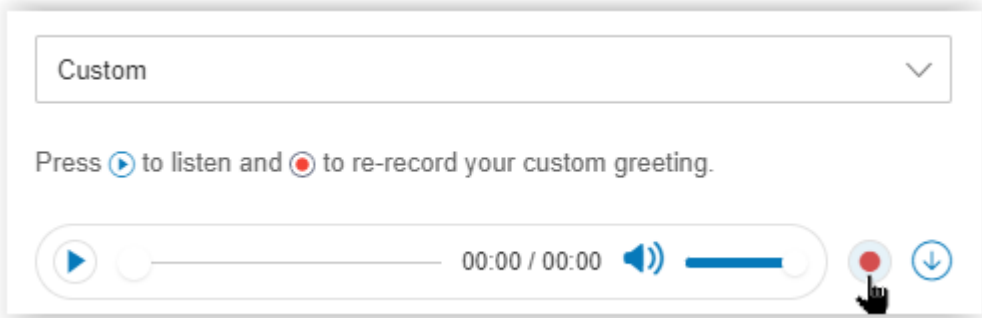 Custom
Press to listen and to re-record your custom greeting.
00:00 / 00:00